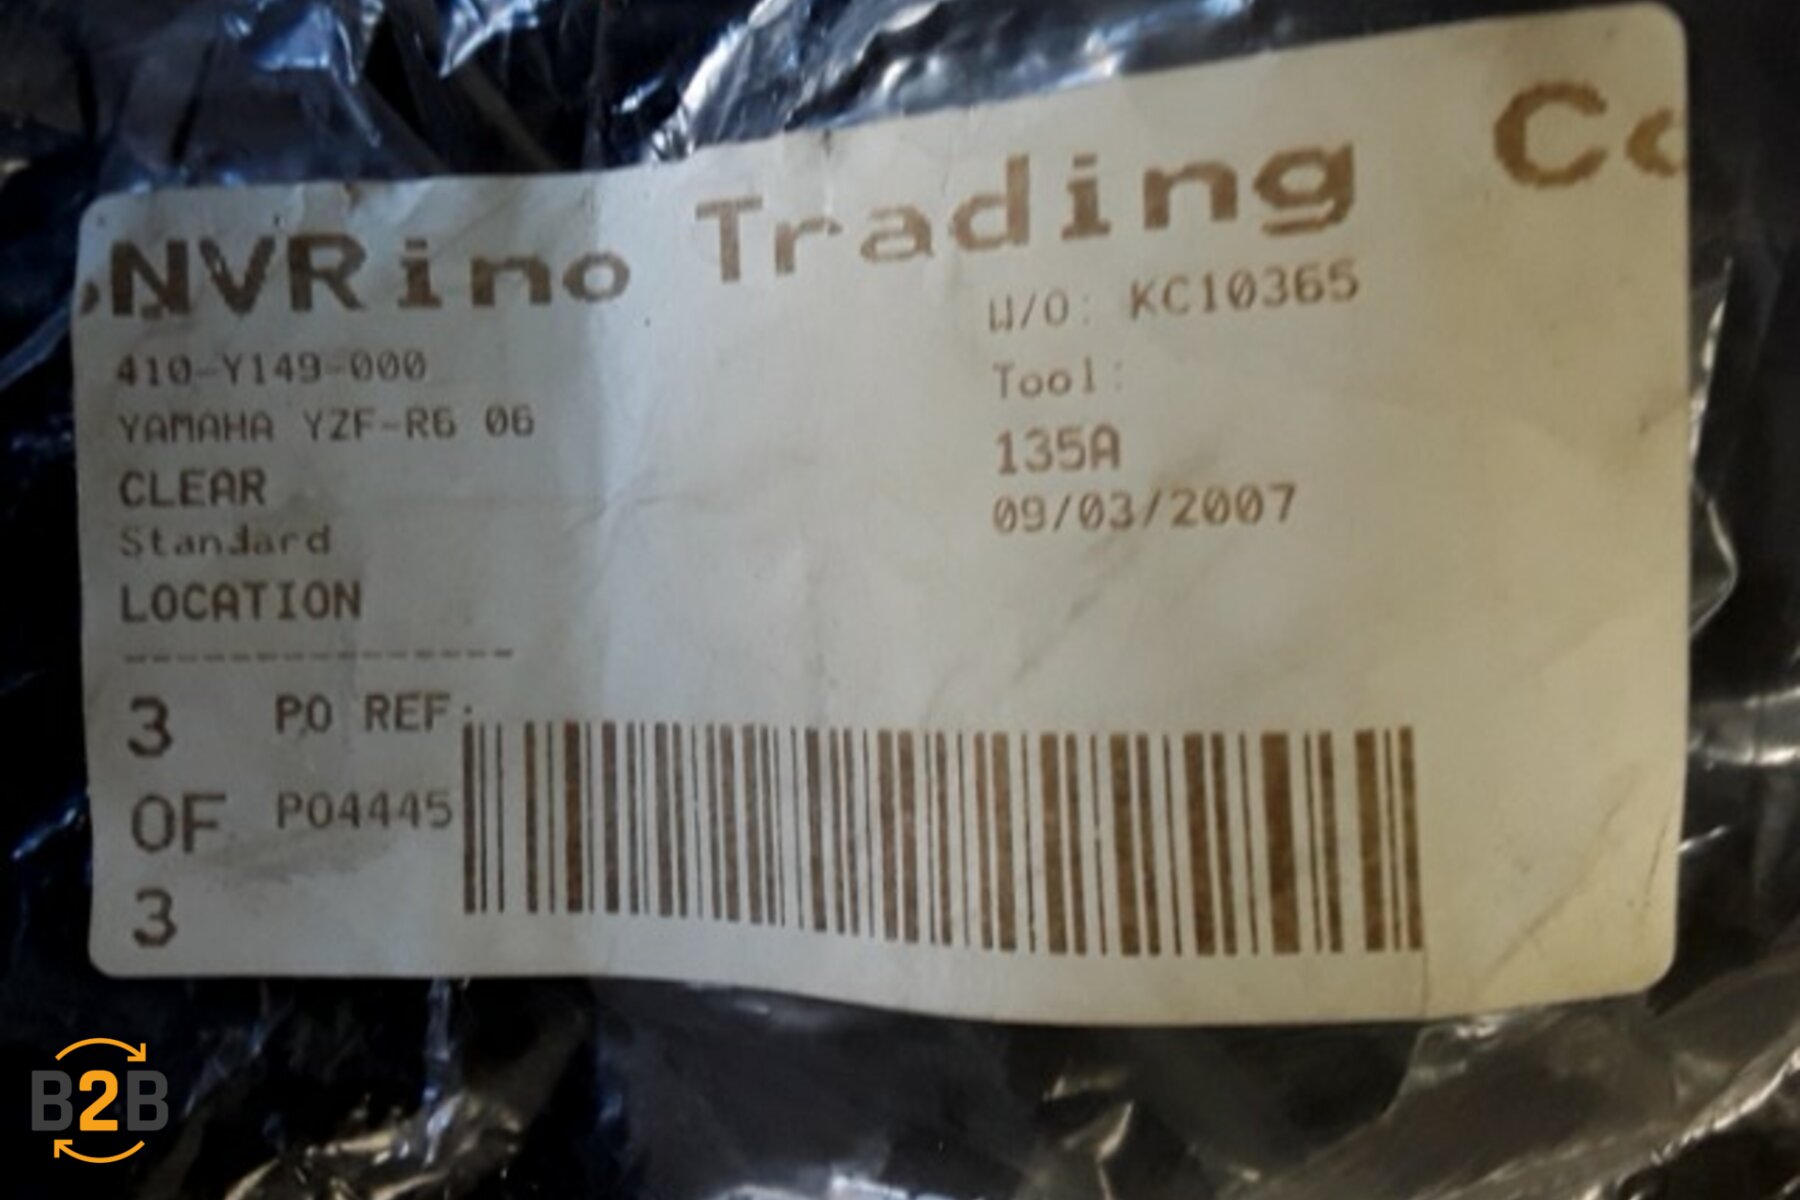 NVRino Trading Co
W/O: KC10365
410-Y149-000
Tool:
YAMAHA YZF-R6 06
135A
CLEAR
09/03/2007
Standard
LOCATION
----------------
3 PO REF:
OF PO4445
3
B2B